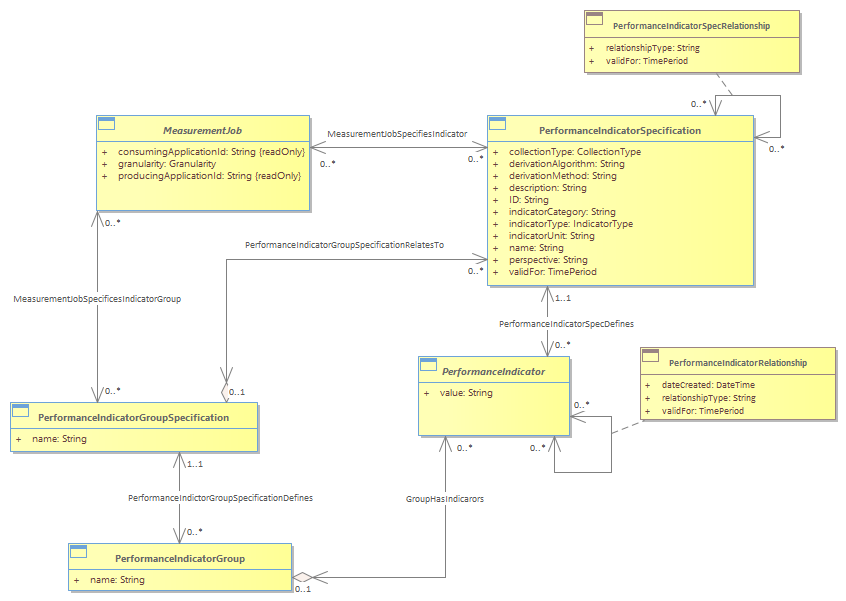 PerformanceIndicatorSpecRelationship
+ relationshipType: String
+ validFor: TimePeriod
0..*
0..*
MeasurementJob
+ consumingApplicationId: String {readOnly}
+ granularity: Granularity
+ producingApplicationId: String {readOnly}
MeasurementJobSpecifiesIndicator
0..*
0..*
PerformanceIndicatorSpecification
+ collectionType: CollectionType
+ derivationAlgorithm: String
+ derivationMethod: String
+ description: String
+ ID: String
+ indicatorCategory: String
+ indicatorType: IndicatorType
+ indicatorUnit: String
+ name: String
+ perspective: String
+ validFor: TimePeriod
0..*
PerformanceIndicatorGroupSpecificationRelatesTo
0..*
MeasurementJobSpecificesIndicatorGroup
1..1
PerformanceIndicatorSpecDefines
0..*
PerformanceIndicator
+ value: String
PerformanceIndicatorRelationship
+ dateCreated: DateTime
+ relationshipType: String
+ validFor: TimePeriod
0..*
0..1
0..*
PerformanceIndicatorGroupSpecification
+ name: String
0..*
0..*
1..1
PerformanceIndictorGroupSpecificationDefines
GroupHasIndicarors
0..*
PerformanceIndicatorGroup
+ name: String
0..1